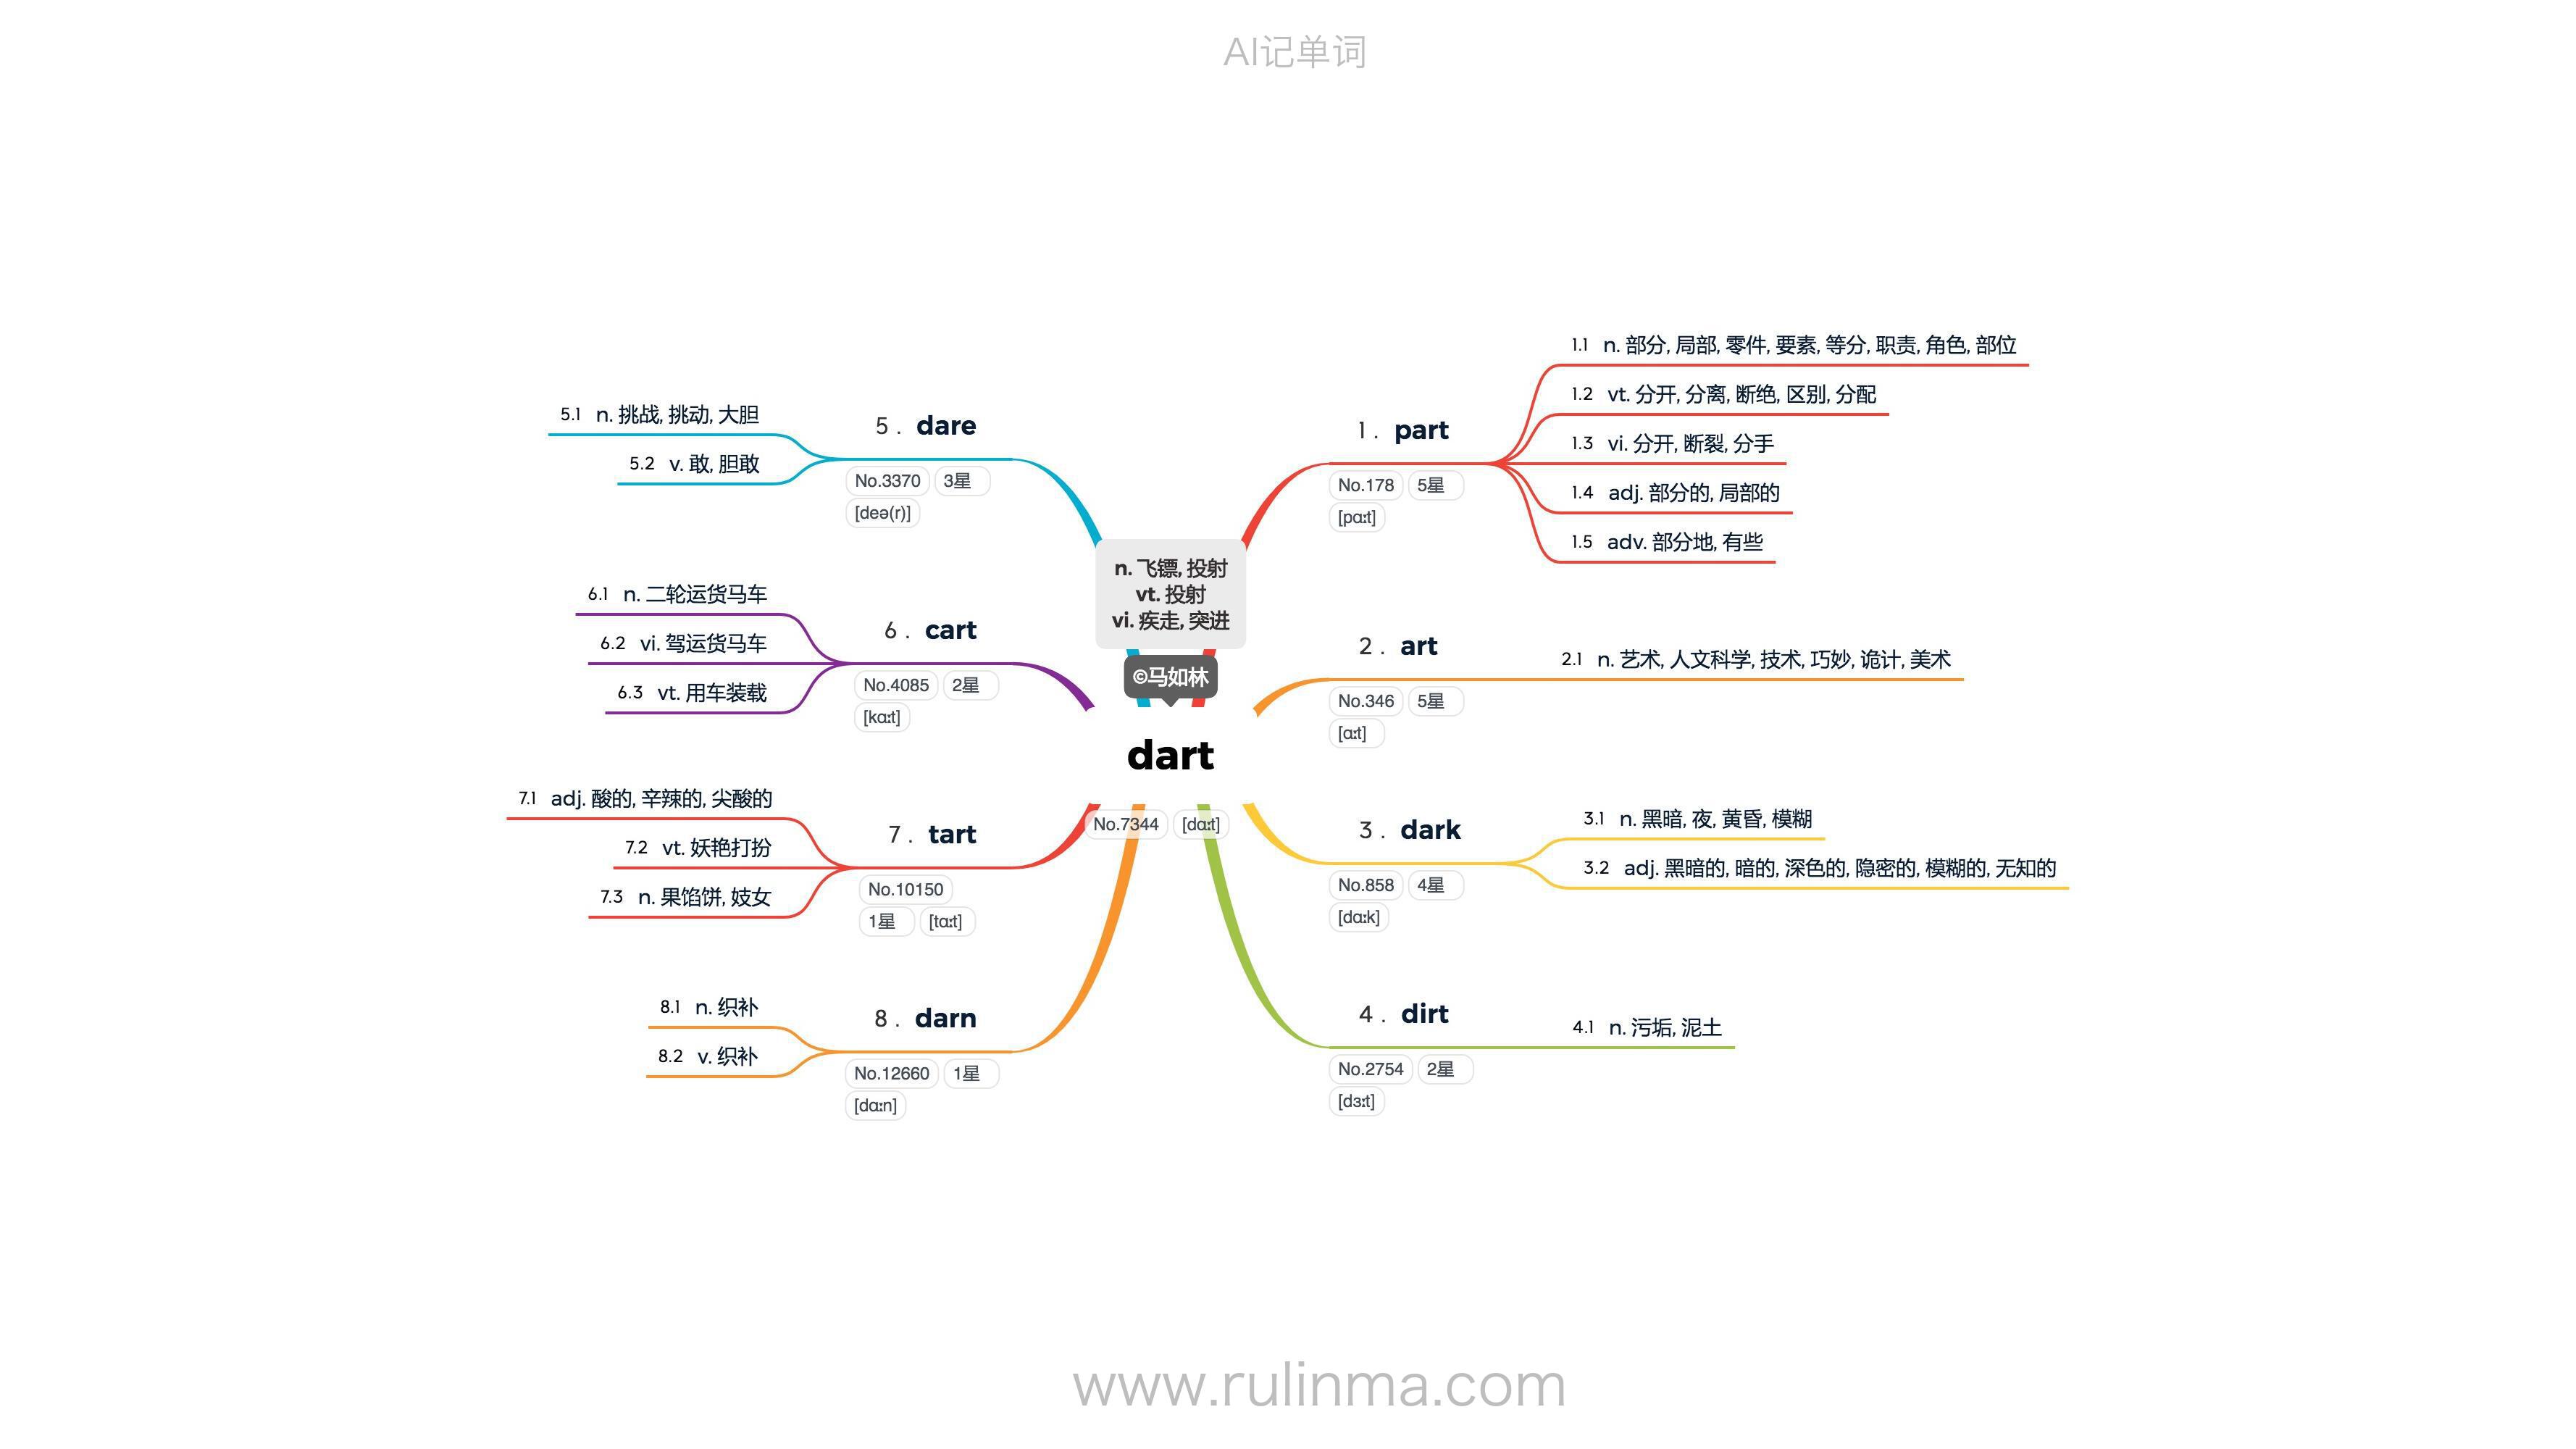 AI记单词
n. 飞镖, 投射
vt. 投射
vi. 疾走, 突进
©马如林
dart
No.7344 [dɑːt]
1 . part
No.178 5星
[pɑːt]
1.1 n. 部分, 局部, 零件, 要素, 等分, 职责, 角色, 部位
1.2 vt. 分开, 分离, 断绝, 区别, 分配
1.3 vi. 分开, 断裂, 分手
1.4 adj. 部分的, 局部的
1.5 adv. 部分地, 有些
2 . art
No.346 5星
[ɑːt]
2.1 n. 艺术, 人文科学, 技术, 巧妙, 诡计, 美术
3 . dark
No.858 4星
[dɑːk]
3.1 n. 黑暗, 夜, 黄昏, 模糊
3.2 adj. 黑暗的, 暗的, 深色的, 隐密的, 模糊的, 无知的
4 . dirt
No.2754 2星
[dɜːt]
4.1 n. 污垢, 泥土
5 . dare
No.3370 3星
[deə(r)]
5.1 n. 挑战, 挑动, 大胆
5.2 v. 敢, 胆敢
6 . cart
No.4085 2星
[kɑːt]
6.1 n. 二轮运货马车
6.2 vi. 驾运货马车
6.3 vt. 用车装载
7 . tart
No.10150
1星 [tɑːt]
7.1 adj. 酸的, 辛辣的, 尖酸的
7.2 vt. 妖艳打扮
7.3 n. 果馅饼, 妓女
8 . darn
No.12660 1星
[dɑːn]
8.1 n. 织补
8.2 v. 织补
www.rulinma.com